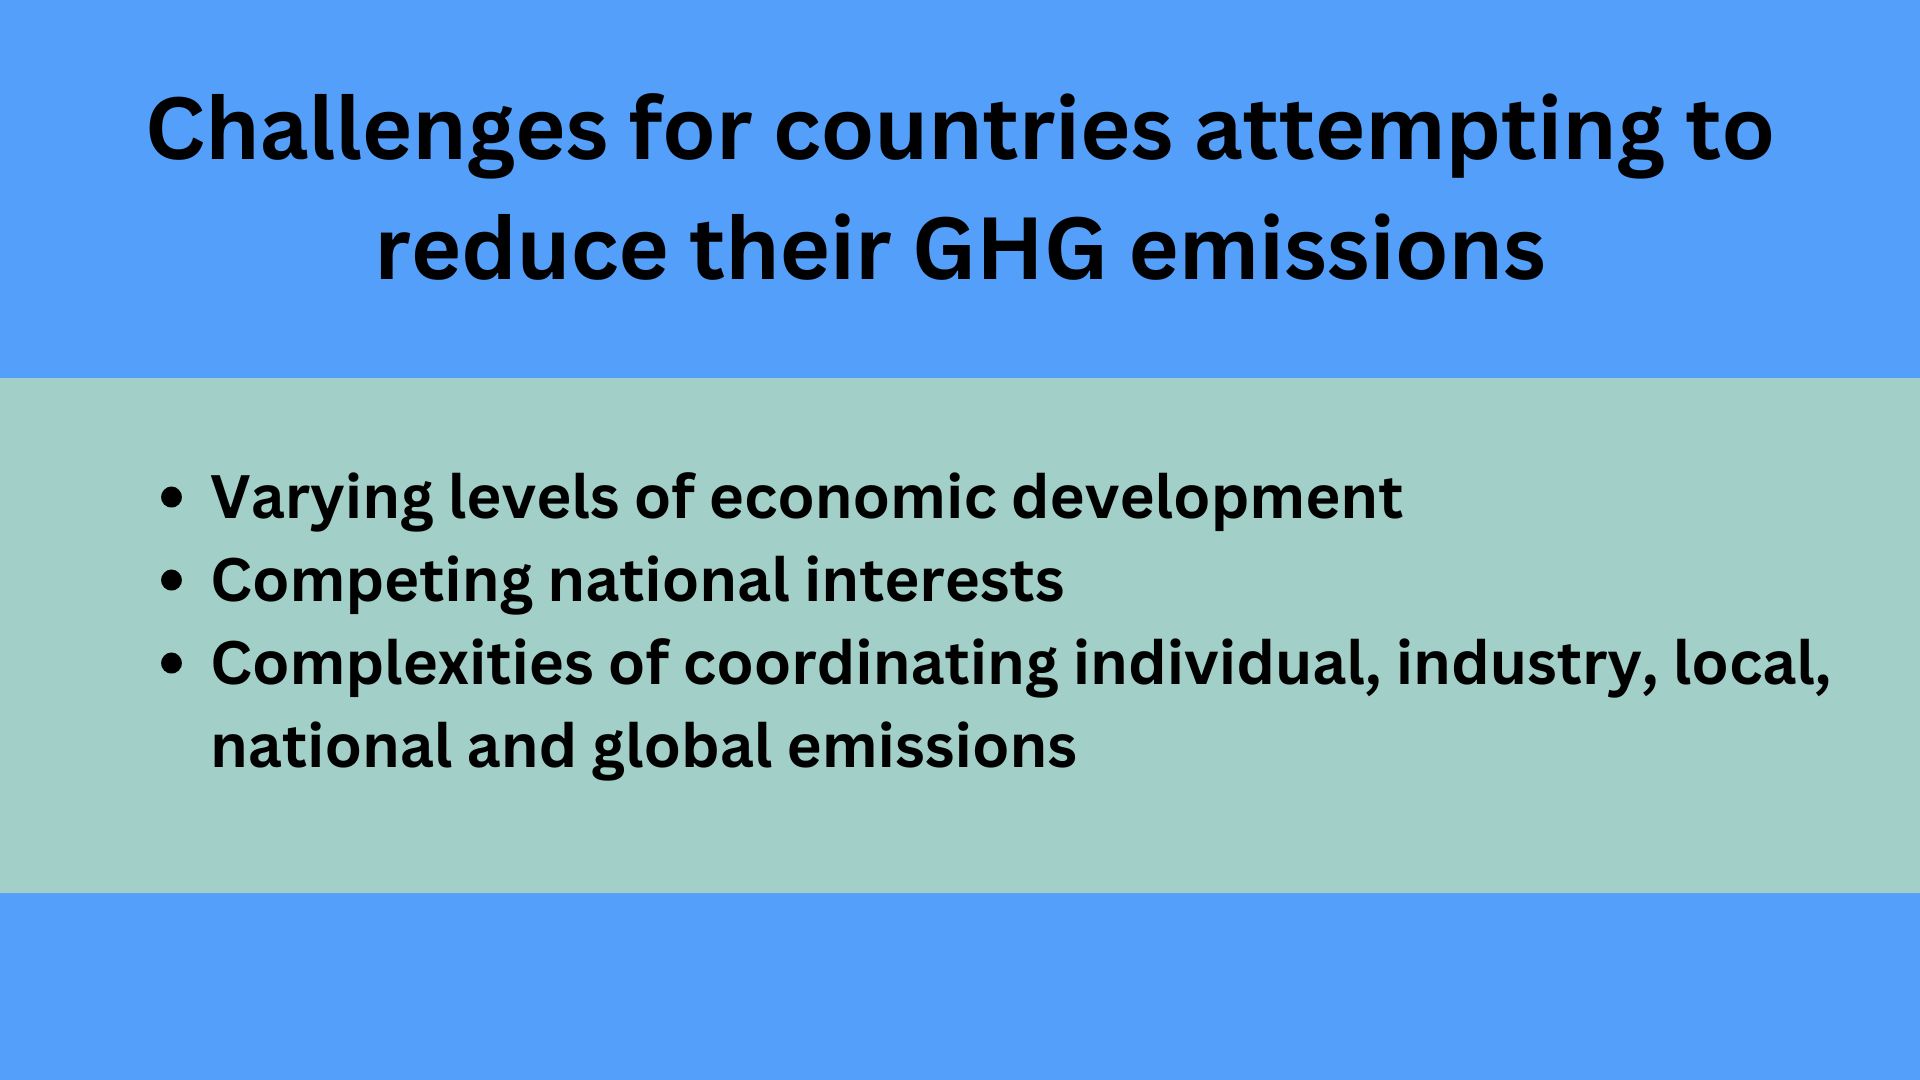 Challenges for countries attempting to
reduce their GHG emissions
• Varying levels of economic development
• Competing national interests
• Complexities of coordinating individual, industry, local,
national and global emissions